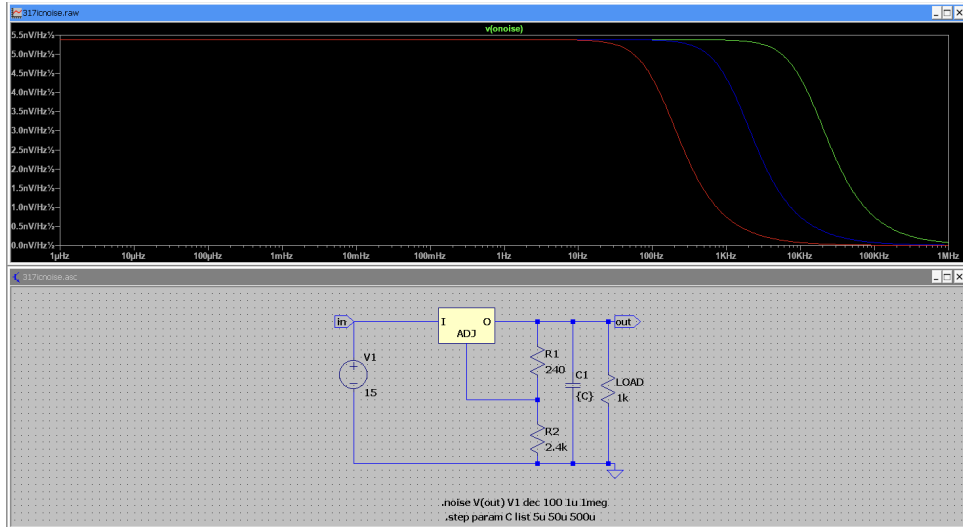 317icnoise.raw
v(onoise)
5.5nV/Hz½
5.0nV/Hz½
4.5nV/Hz½
4.0nV/Hz½
3.5nV/Hz½
3.0nV/Hz½
2.5nV/Hz½
2.0nV/Hz½
1.5nV/Hz½
1.0nV/Hz½
0.5nV/Hz½
0.0nV/Hz½
1µHz 10µHz 100µHz 1mHz 10mHz 100mHz 1Hz 10Hz 100Hz 1KHz 10KHz 100KHz 1MHz
317icnoise.asc
in
I O
ADJ
out
V1
15
R1
240
C1
{C}
LOAD
1k
R2
2.4k
.noise V(out) V1 dec 100 1u 1meg
.step param C list 5u 50u 500u